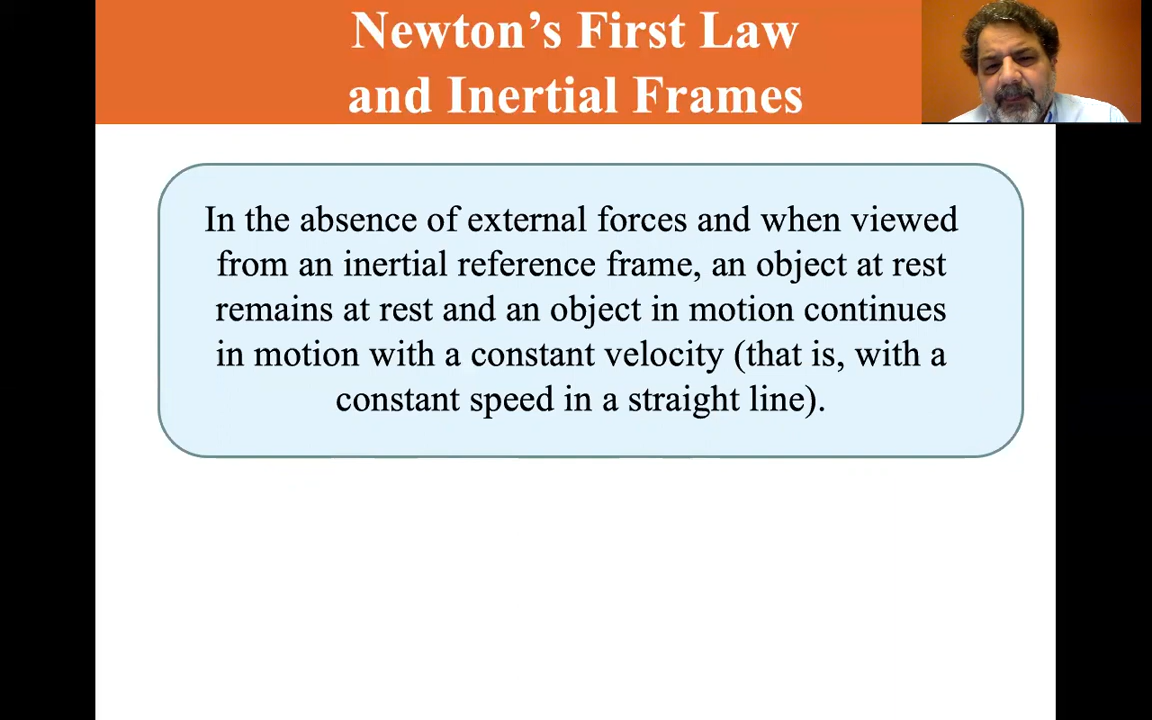 Newton’s First Law
and Inertial Frames
In the absence of external forces and when viewed
from an inertial reference frame, an object at rest
remains at rest and an object in motion continues
in motion with a constant velocity (that is, with a
constant speed in a straight line).